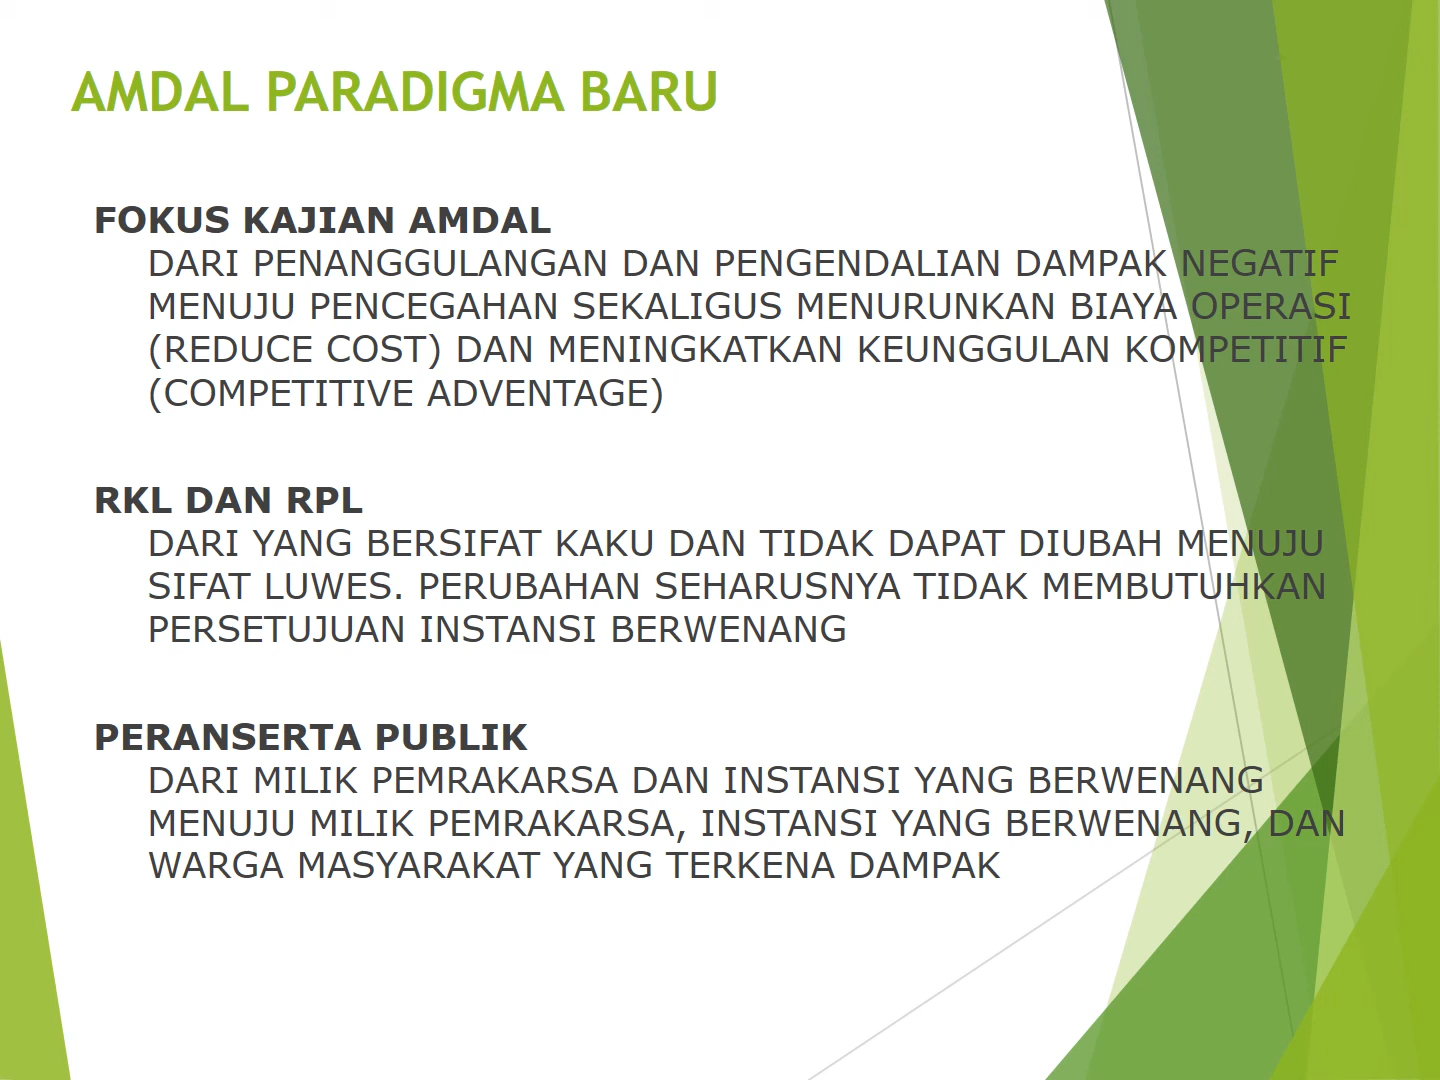 AMDAL PARADIGMA BARU
FOKUS KAJIAN AMDAL
DARI PENANGGULANGAN DAN PENGENDALIAN DAMPAK NEGATIF
MENUJU PENCEGAHAN SEKALIGUS MENURUNKAN BIAYA OPERASI
(REDUCE COST) DAN MENINGKATKAN KEUNGGULAN KOMPETITIF
(COMPETITIVE ADVENTAGE)
RKL DAN RPL
DARI YANG BERSIFAT KAKU DAN TIDAK DAPAT DIUBAH MENUJU
SIFAT LUWES. PERUBAHAN SEHARUSNYA TIDAK MEMBUTUHKAN
PERSETUJUAN INSTANSI BERWENANG
PERANSERTA PUBLIK
DARI MILIK PEMRAKARSA DAN INSTANSI YANG BERWENANG
MENUJU MILIK PEMRAKARSA, INSTANSI YANG BERWENANG, DAN
WARGA MASYARAKAT YANG TERKENA DAMPAK